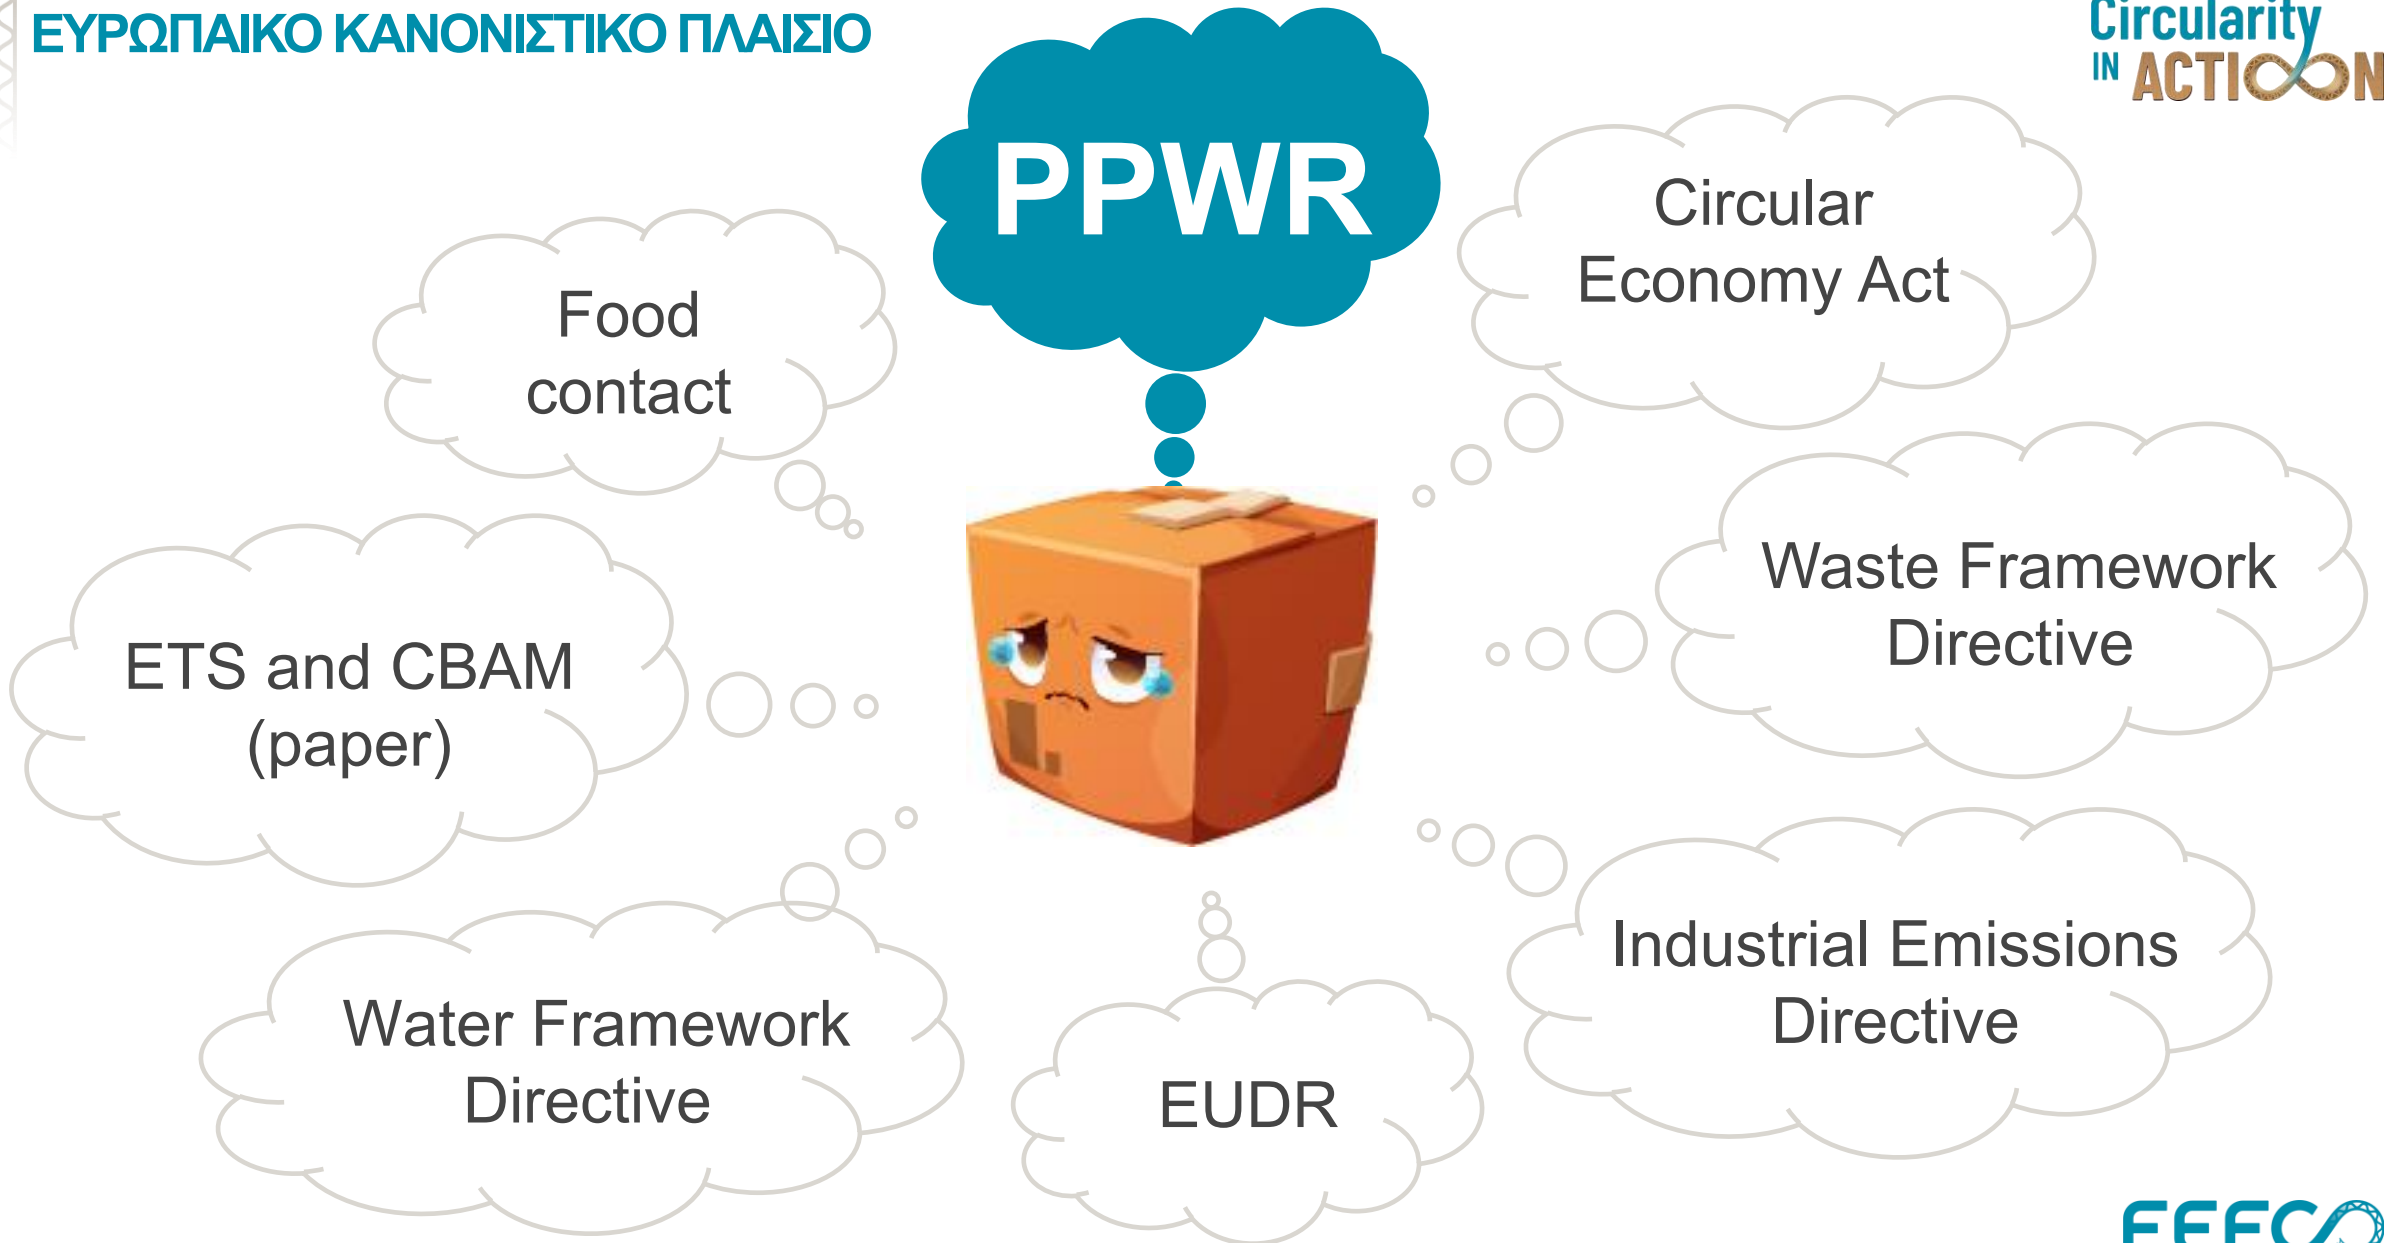 ΕΥΡΩΠΑΙΚΟ ΚΑΝΟΝΙΣΤΙΚΟ ΠΛΑΙΣΙΟ
Circularity
IN ACTION
PPWR
Circular
Economy Act
Food
contact
Waste Framework
Directive
ETS and CBAM
(paper)
Industrial Emissions
Directive
Water Framework
Directive
EUDR
FEFCO